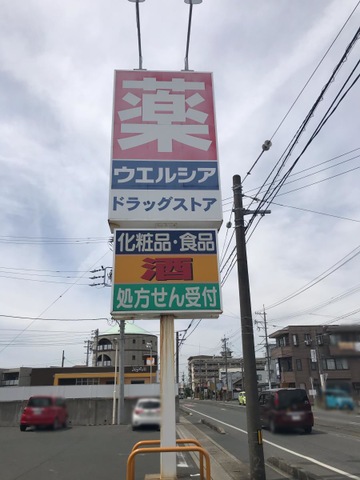 薬
ウエルシア
ドラッグストア
化粧品・食品
酒
処方せん受付